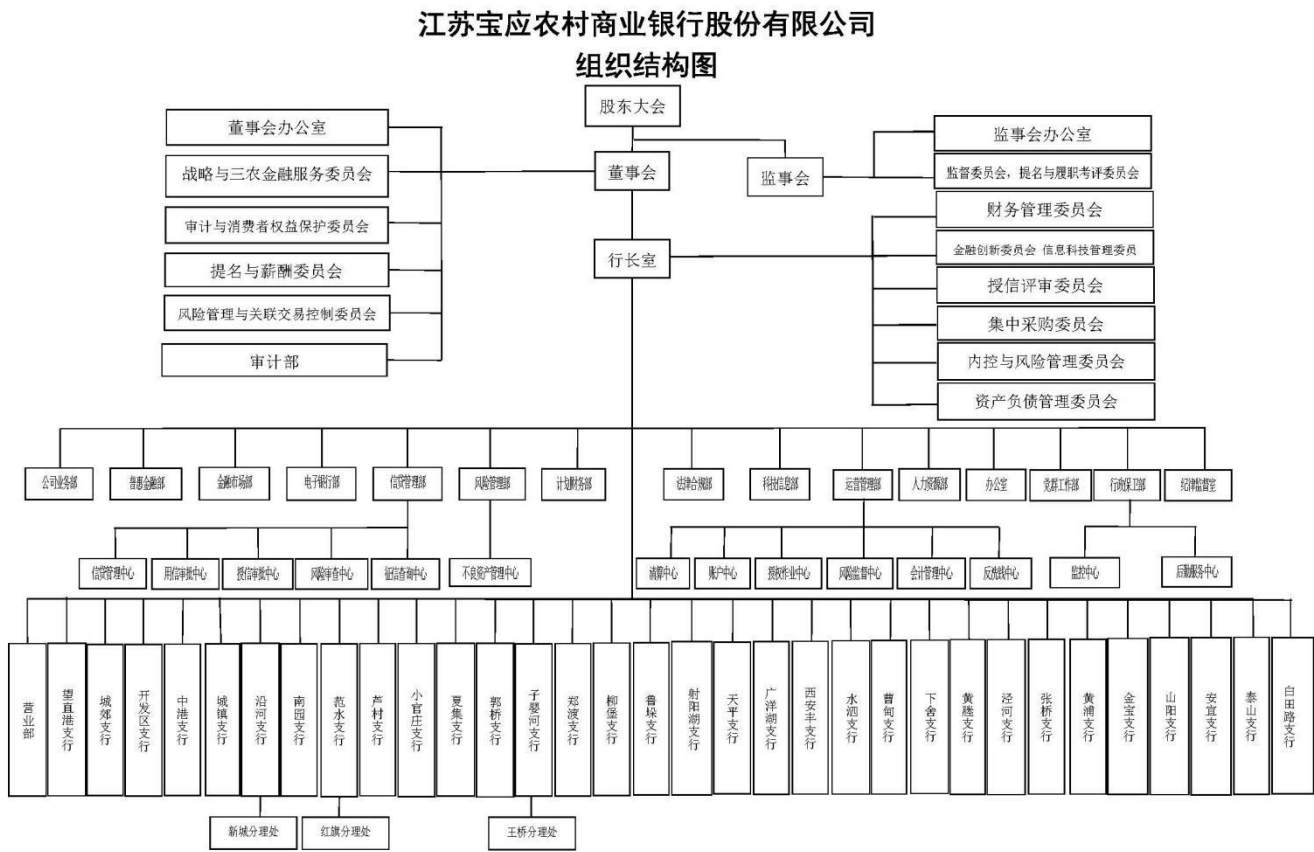 江苏宝应农村商业银行股份有限公司
组织结构图
股东大会
董事会
监事会
行长室
董事会办公室
战略与三农金融服务委员会
审计与消费者权益保护委员会
提名与薪酬委员会
风险管理与关联交易控制委员会
审计部
监事会办公室
监督委员会，提名与履职考评委员会
财务管理委员会
金融创新委员会 信息科技管理委员
授信评审委员会
集中采购委员会
内控与风险管理委员会
资产负债管理委员会
公司业务部
普惠金融部
金融市场部
电子银行部
信贷管理部
风险管理部
计划财务部
法律合规部
科技信息部
运营管理部
人力资源部
办公室
党群工作部
行政保卫部
纪律监督室
信贷管理中心
用信审批中心
授信审批中心
风险审查中心
征信查询中心
不良资产管理中心
清算中心
账户中心
授权作业中心
风险监督中心
会计管理中心
反洗钱中心
监控中心
后勤服务中心
营业部
望直港支行
城郊支行
开发区支行
中港支行
城镇支行
沿河支行
南园支行
范水支行
芦村支行
小官庄支行
夏集支行
郭桥支行
子婴河支行
郑渡支行
柳堡支行
鲁垛支行
射阳湖支行
天平支行
广洋湖支行
西安丰支行
水泗支行
曹甸支行
下舍支行
黄塍支行
泾河支行
张桥支行
黄浦支行
金宝支行
山阳支行
安宜支行
泰山支行
白田路支行
新城分理处
红旗分理处
王桥分理处